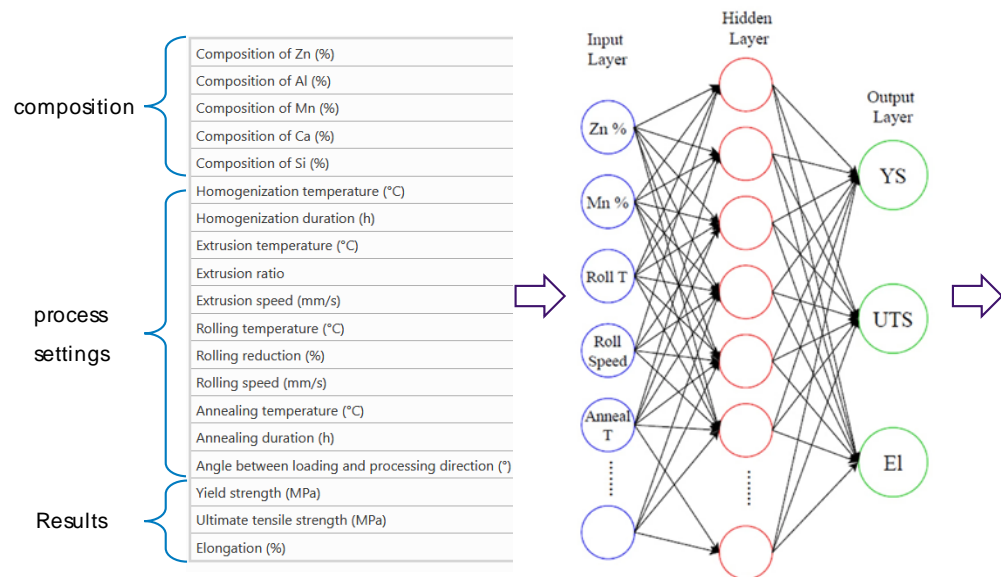 composition
process
settings
Results
Composition of Zn (%)
Composition of Al (%)
Composition of Mn (%)
Composition of Ca (%)
Composition of Si (%)
Homogenization temperature (°C)
Homogenization duration (h)
Extrusion temperature (°C)
Extrusion ratio
Extrusion speed (mm/s)
Rolling temperature (°C)
Rolling reduction (%)
Rolling speed (mm/s)
Annealing temperature (°C)
Annealing duration (h)
Angle between loading and processing direction (°)
Yield strength (MPa)
Ultimate tensile strength (MPa)
Elongation (%)
Input
Layer
Zn %
Mn %
Roll T
Roll
Speed
Anneal
T
Hidden
Layer
Output
Layer
YS
UTS
El